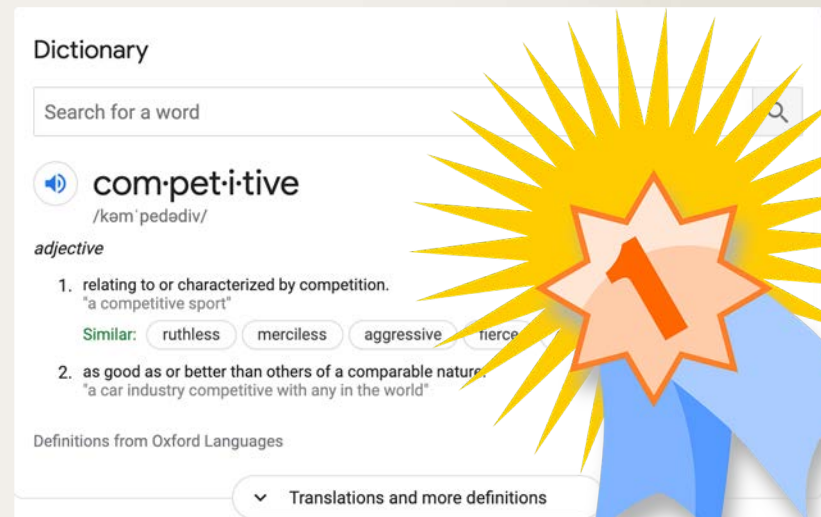 Dictionary
Search for a word
com·pet·i·tive
/kəmˈpedədiv/
adjective
1. relating to or characterized by competition.
"a competitive sport"
Similar: ruthless merciless aggressive fierce
2. as good as or better than others of a comparable nature.
"a car industry competitive with any in the world"
Definitions from Oxford Languages
Translations and more definitions
1